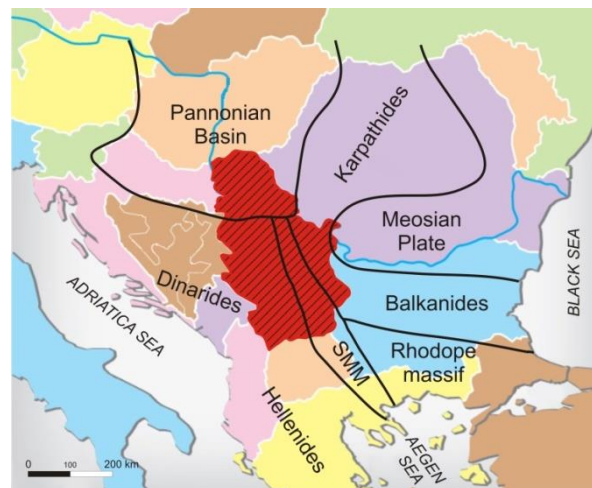 Pannonian
Basin
Karpathides
Meosian
Plate
BLACK SEA
Dinarides
ADRIATICA SEA
Balkanides
Rhodope
massif
SMM
Hellenides
AEGEN
SEA
0 100 200 km